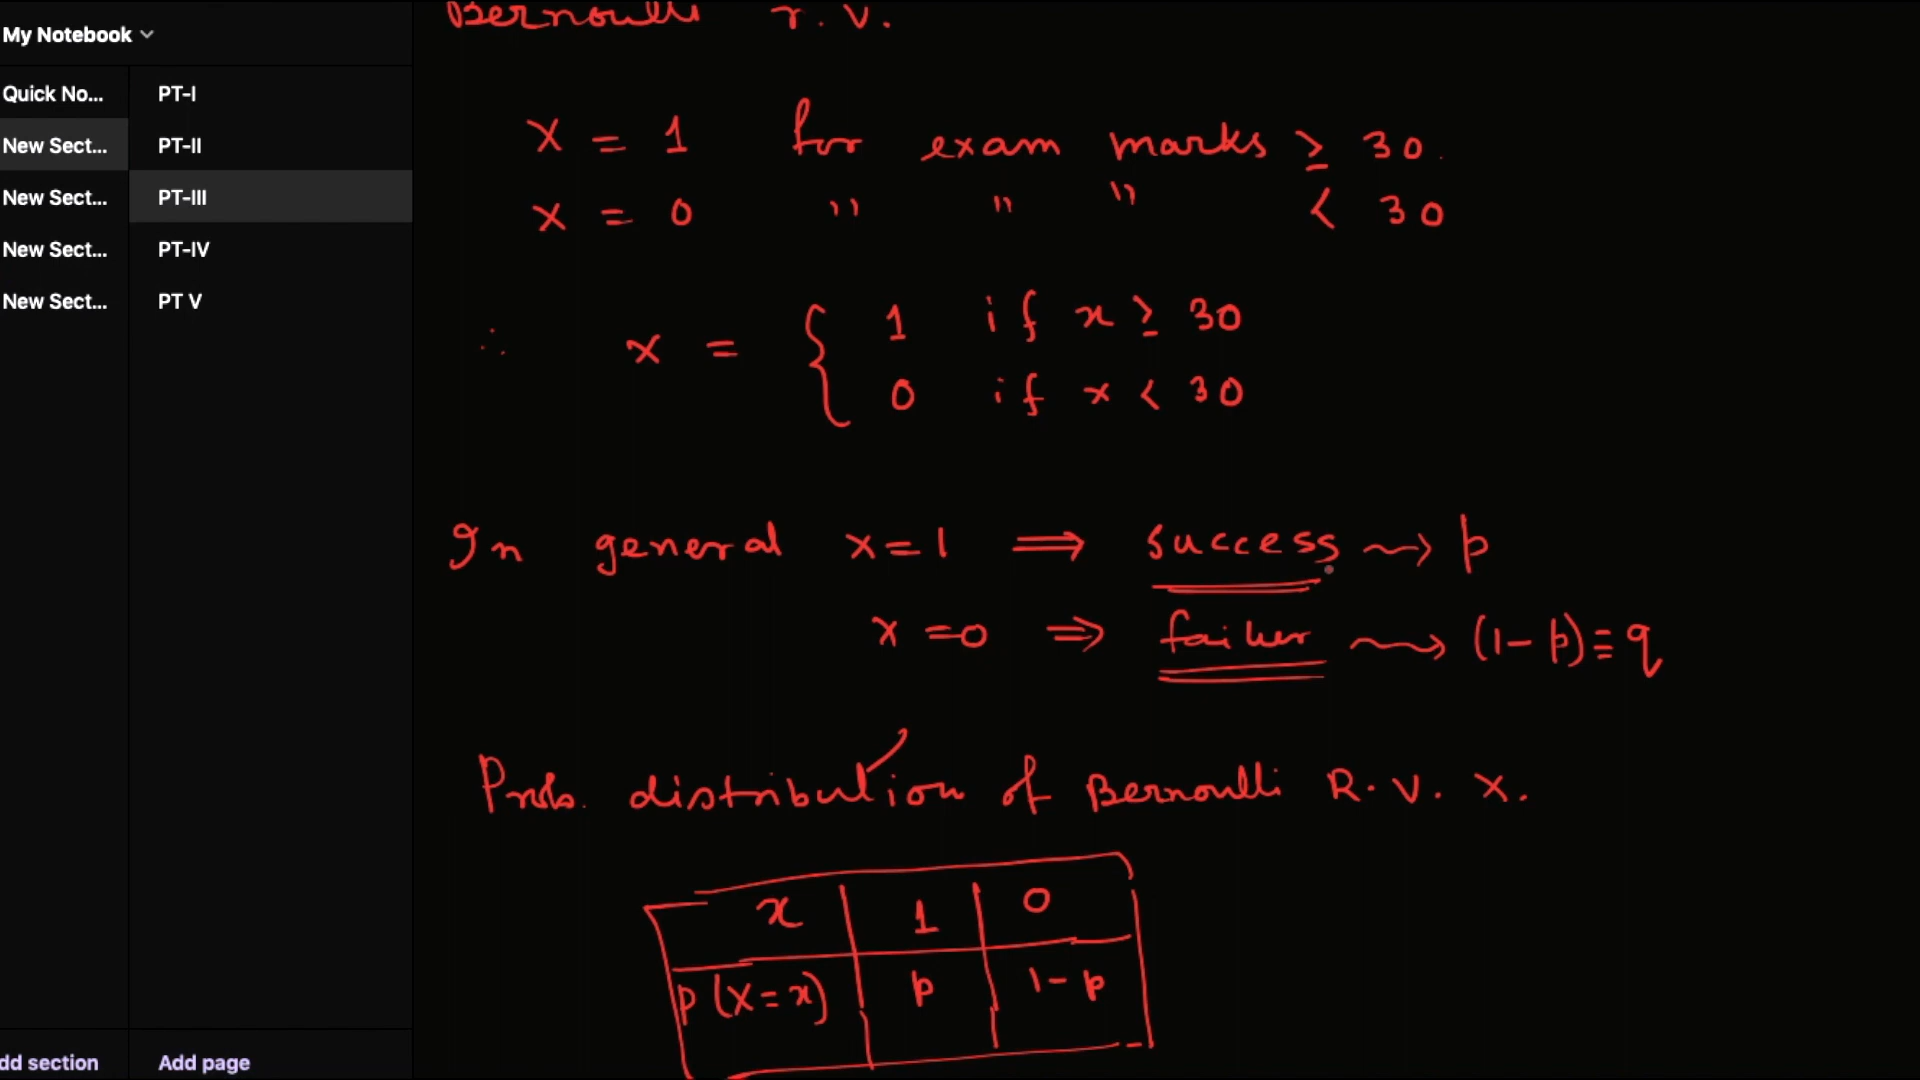 My Notebook
Quick No...
New Sect...
New Sect...
New Sect...
New Sect...
PT-I
PT-II
PT-III
PT-IV
PT V
dd section
Add page
Bernoulli r.v.
X = 1 for exam marks ≥ 30.
X = 0 " " " < 30
∴ X = { 1 if x ≥ 30
0 if x < 30
In general X=1 ⟹ success ⇝ p
X=0 ⟹ failuer ⇝ (1-p) ≡ q
Prob. distribution of Bernoulli R.V. X.
x | 1 | 0
p(X=x) | p | 1-p